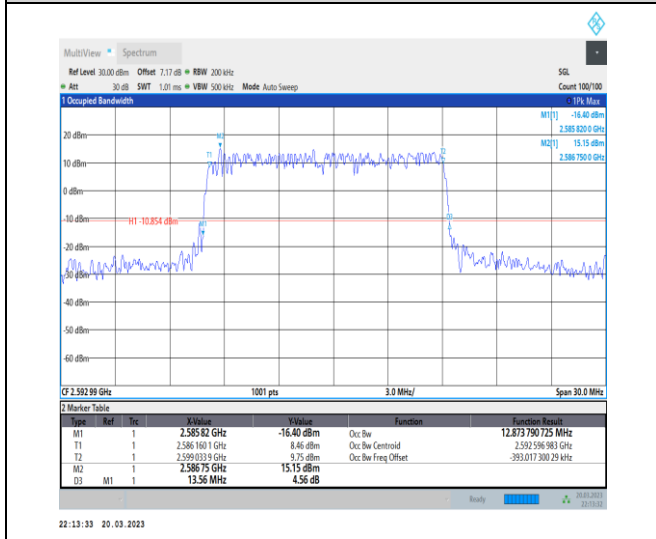 MultiView Spectrum
Ref Level 30.00 dBm Offset 7.17 dB RBW 200 kHz SGL
Att 30 dB SWT 1.01 ms VBW 500 kHz Mode Auto Sweep Count 100/100
1 Occupied Bandwidth 1Pk Max
M1[1] -16.40 dBm
2.585 820 0 GHz
M2[1] 15.15 dBm
2.586 750 0 GHz
20 dBm
M2
T1 T2
10 dBm
0 dBm
-10 dBm
H1 -10.854 dBm
M1 D3
-20 dBm
-30 dBm
-40 dBm
-50 dBm
-60 dBm
CF 2.592 99 GHz 1001 pts 3.0 MHz/ Span 30.0 MHz
2 Marker Table
Type Ref Trc X-Value Y-Value Function Function Result
M1 1 2.585 82 GHz -16.40 dBm Occ Bw 12.873 790 725 MHz
T1 1 2.586 160 1 GHz 8.46 dBm Occ Bw Centroid 2.592 596 983 GHz
T2 1 2.599 033 9 GHz 9.75 dBm Occ Bw Freq Offset -393.017 300 29 kHz
M2 1 2.586 75 GHz 15.15 dBm
D3 M1 1 13.56 MHz 4.56 dB
Ready 20.03.2023
22:13:32
22:13:33 20.03.2023